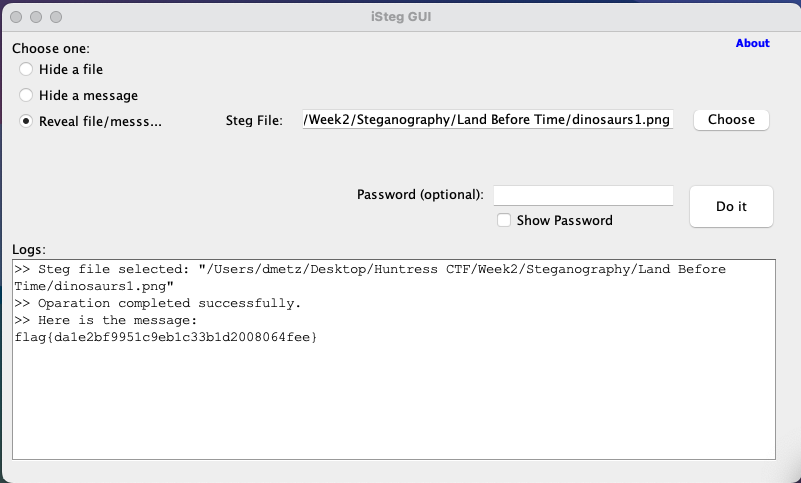 iSteg GUI
Choose one:
About
Hide a file
Hide a message
Reveal file/messs...
Steg File:
/Week2/Steganography/Land Before Time/dinosaurs1.png
Choose
Password (optional):
Do it
Show Password
Logs:
>> Steg file selected: "/Users/dmetz/Desktop/Huntress CTF/Week2/Steganography/Land Before
Time/dinosaurs1.png"
>> Oparation completed successfully.
>> Here is the message:
flag{da1e2bf9951c9eb1c33b1d2008064fee}